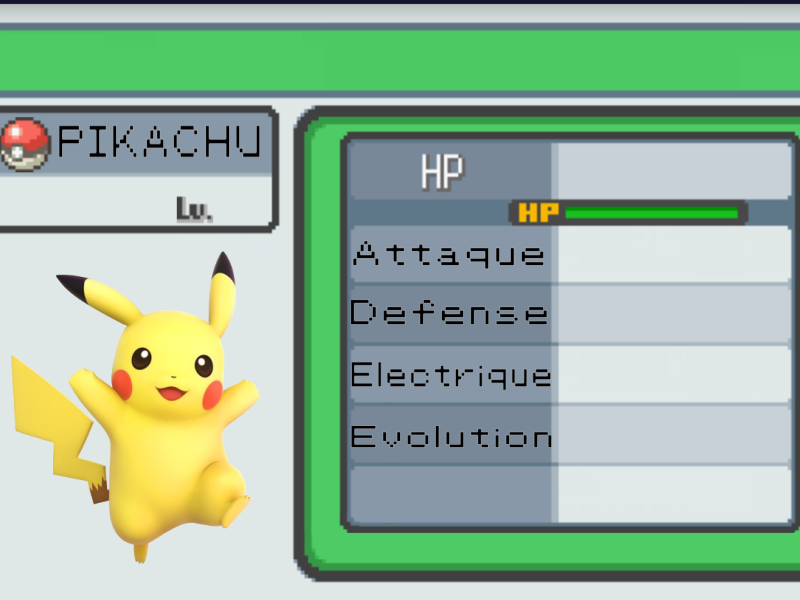 PIKACHU
Lv.
HP
HP
Attaque
Defense
Electrique
Evolution